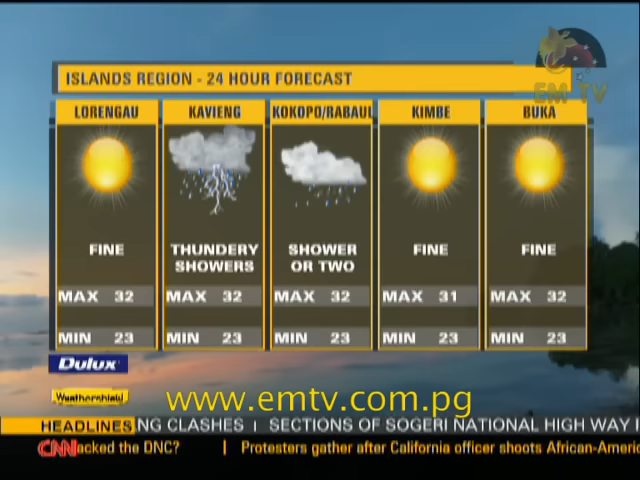 EM TV
ISLANDS REGION - 24 HOUR FORECAST
LORENGAU KAVIENG KOKOPO/RABAUL KIMBE BUKA
FINE THUNDERY SHOWERS SHOWER OR TWO FINE FINE
MAX 32 MAX 32 MAX 32 MAX 31 MAX 32
MIN 23 MIN 23 MIN 23 MIN 23 MIN 23
Dulux
Weathershield
www.emtv.com.pg
HEADLINES NG CLASHES | SECTIONS OF SOGERI NATIONAL HIGH WAY
CNN acked the DNC? | Protesters gather after California officer shoots African-Americ